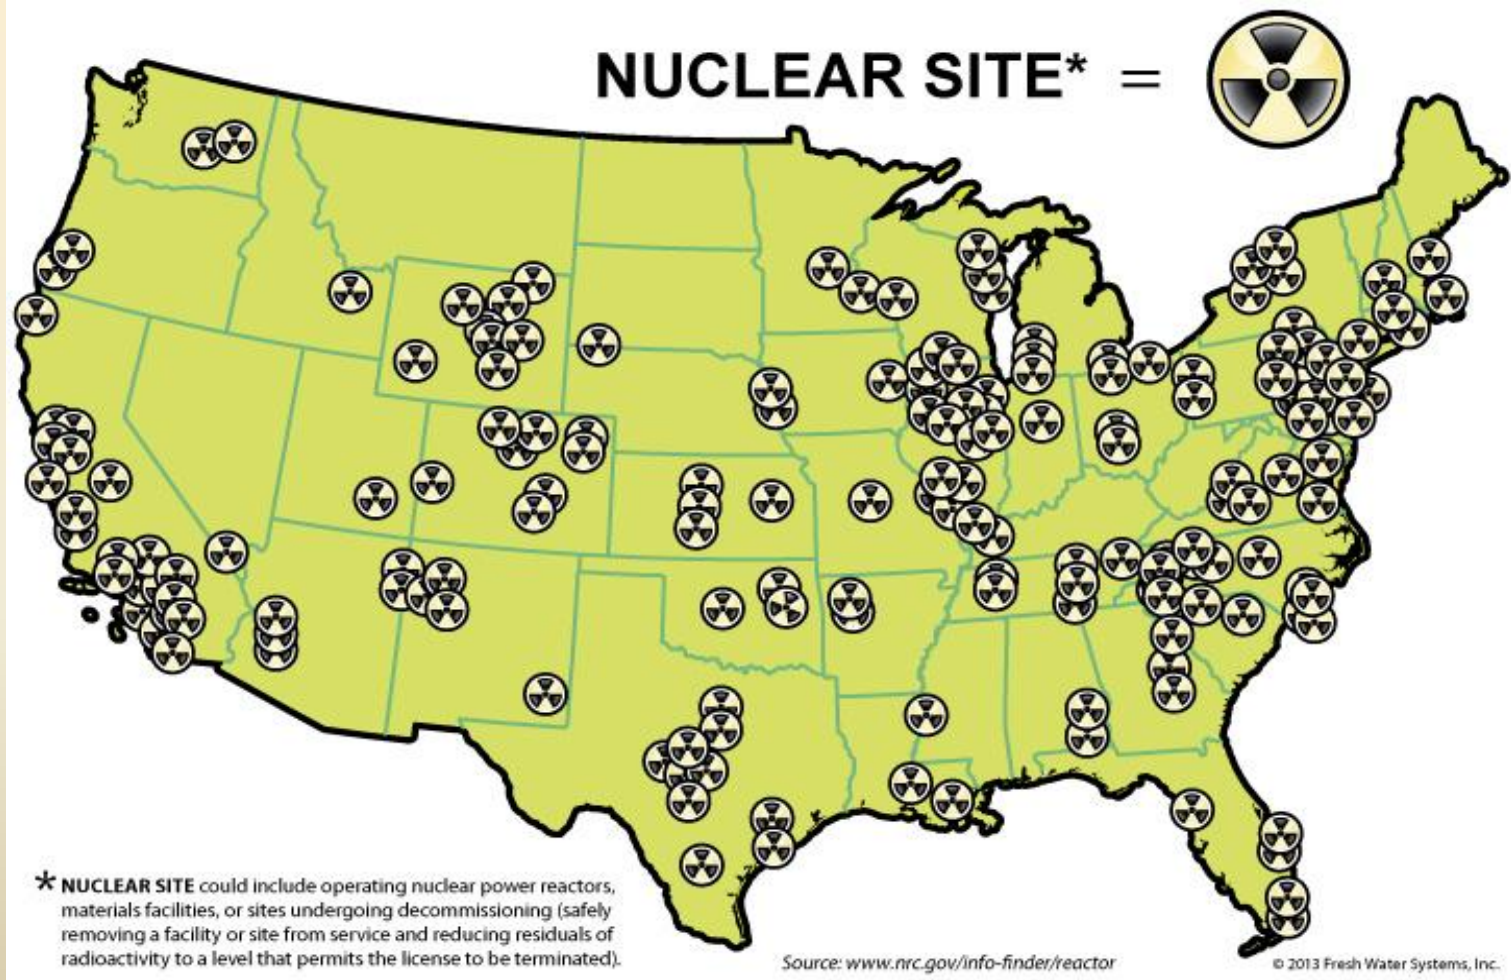 NUCLEAR SITE* =
* NUCLEAR SITE could include operating nuclear power reactors,
materials facilities, or sites undergoing decommissioning (safely
removing a facility or site from service and reducing residuals of
radioactivity to a level that permits the license to be terminated).
Source: www.nrc.gov/info-finder/reactor
© 2013 Fresh Water Systems, Inc.